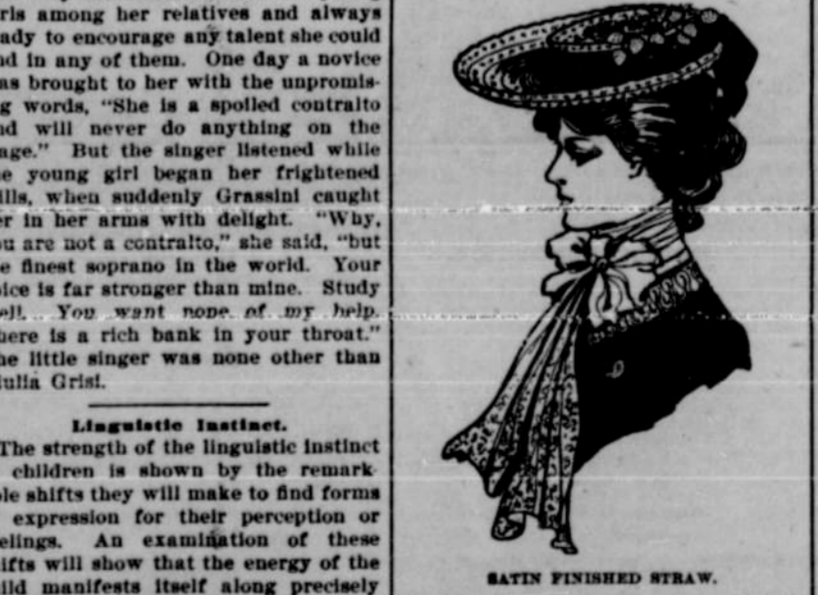 rls among her relatives and always
ady to encourage any talent she could
nd in any of them. One day a novice
as brought to her with the unpromis-
g words, "She is a spoiled contralto
nd will never do anything on the
age." But the singer listened while
e young girl began her frightened
ills, when suddenly Grassini caught
er in her arms with delight. "Why,
ou are not a contralto," she said, "but
e finest soprano in the world. Your
oice is far stronger than mine. Study
ell. You want none of my help.
here is a rich bank in your throat."
he little singer was none other than
iulia Grisi.
Linguistic Instinct.
The strength of the linguistic instinct
children is shown by the remark-
ble shifts they will make to find forms
expression for their perception or
elings. An examination of these
ifts will show that the energy of the
ild manifests itself along precisely
SATIN FINISHED STRAW.